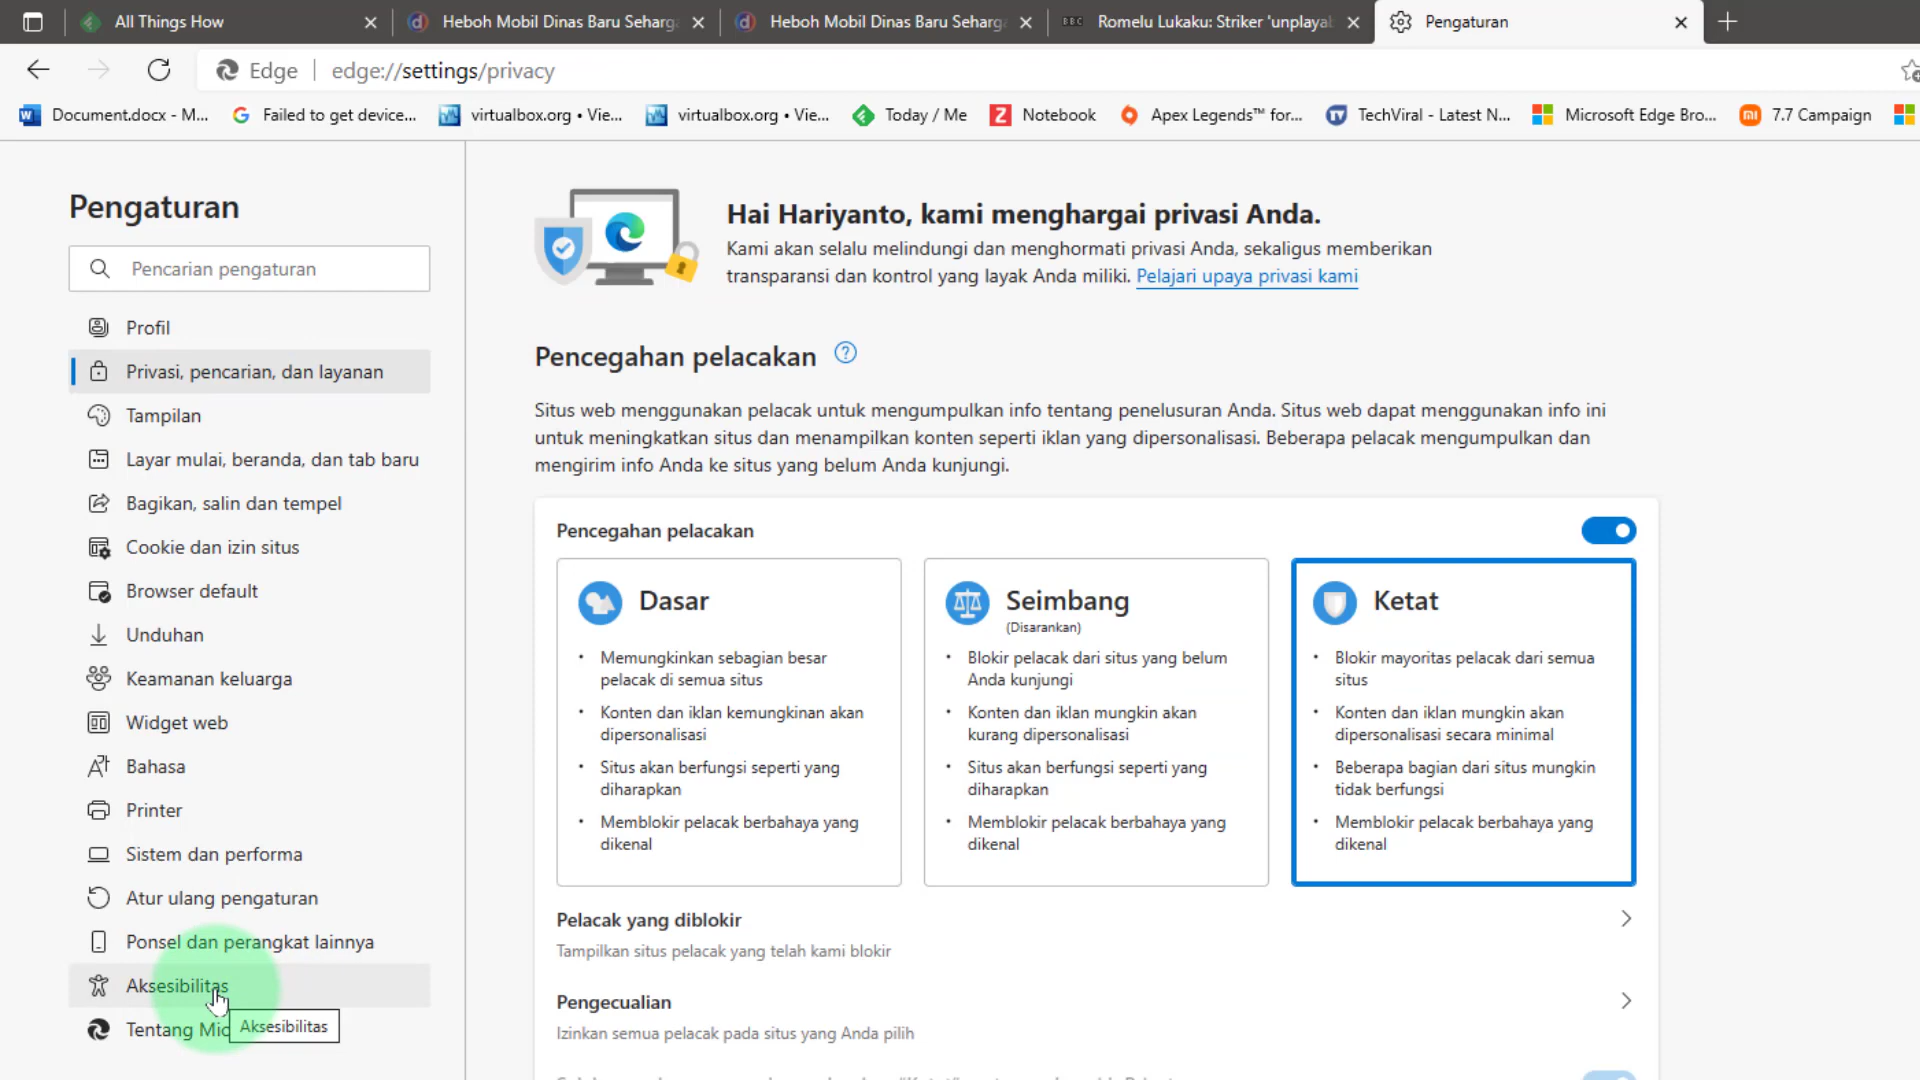 All Things How
Heboh Mobil Dinas BaruSeharga
Heboh Mobil Dinas Baru Seharga
BBC
Romelu Lukaku: Striker 'unplayab
Pengaturan
Edge
edge://settings/privacy
Document.docx - M...
Failed to get device...
virtualbox.org • Vie...
virtualbox.org • Vie...
Today / Me
Z
Notebook
Apex Legends™ for...
TechViral - Latest N...
Microsoft Edge Bro...
7.7 Campaign
Pengaturan
Pencarian pengaturan
Profil
Privasi, pencarian, dan layanan
Tampilan
Layar mulai, beranda, dan tab baru
Bagikan, salin dan tempel
Cookie dan izin situs
Browser default
Unduhan
Keamanan keluarga
Widget web
Bahasa
Printer
Sistem dan performa
Atur ulang pengaturan
Ponsel dan perangkat lainnya
Aksesibilitas
Tentang Mic
Aksesibilitas
Hai Hariyanto, kami menghargai privasi Anda.
Kami akan selalu melindungi dan menghormati privasi Anda, sekaligus memberikan
transparansi dan kontrol yang layak Anda miliki. Pelajari upaya privasi kami
Pencegahan pelacakan
Situs web menggunakan pelacak untuk mengumpulkan info tentang penelusuran Anda. Situs web dapat menggunakan info ini
untuk meningkatkan situs dan menampilkan konten seperti iklan yang dipersonalisasi. Beberapa pelacak mengumpulkan dan
mengirim info Anda ke situs yang belum Anda kunjungi.
Pencegahan pelacakan
Dasar
• Memungkinkan sebagian besar
pelacak di semua situs
• Konten dan iklan kemungkinan akan
dipersonalisasi
• Situs akan berfungsi seperti yang
diharapkan
• Memblokir pelacak berbahaya yang
dikenal
Seimbang
(Disarankan)
• Blokir pelacak dari situs yang belum
Anda kunjungi
• Konten dan iklan mungkin akan
kurang dipersonalisasi
• Situs akan berfungsi seperti yang
diharapkan
• Memblokir pelacak berbahaya yang
dikenal
Ketat
• Blokir mayoritas pelacak dari semua
situs
• Konten dan iklan mungkin akan
dipersonalisasi secara minimal
• Beberapa bagian dari situs mungkin
tidak berfungsi
• Memblokir pelacak berbahaya yang
dikenal
Pelacak yang diblokir
Tampilkan situs pelacak yang telah kami blokir
Pengecualian
Izinkan semua pelacak pada situs yang Anda pilih